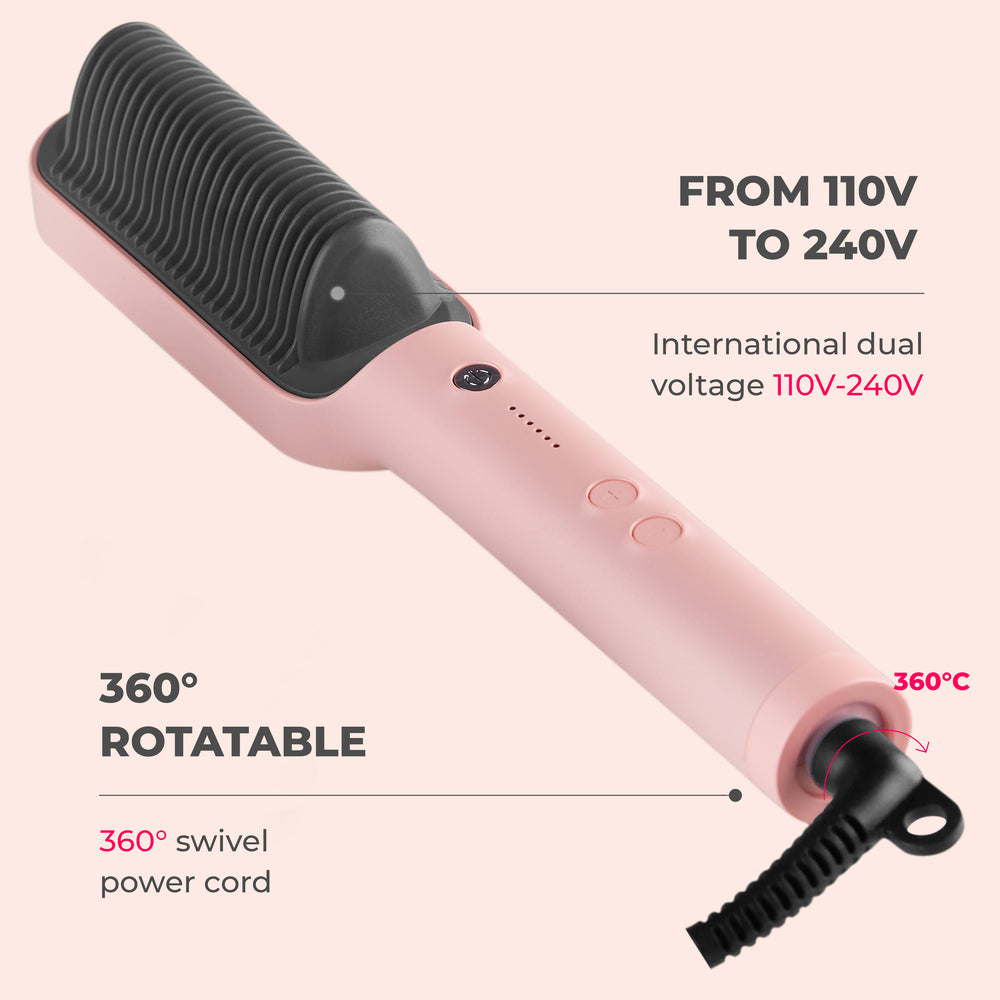 FROM 110V
TO 240V
International dual
voltage 110V-240V
360°C
360°
ROTATABLE
360° swivel
power cord